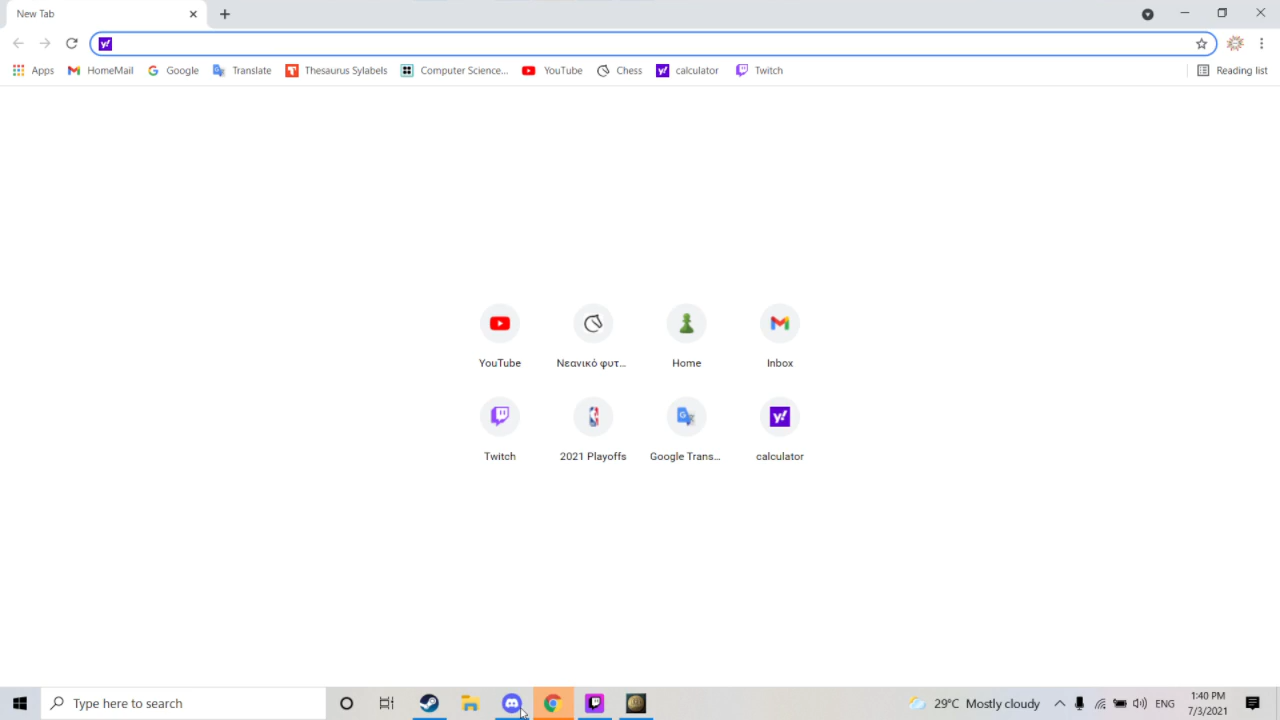 New Tab
Apps HomeMail Google Translate Thesaurus Sylabels Computer Science... YouTube Chess calculator Twitch Reading list
YouTube Νεανικό φυτ... Home Inbox
Twitch 2021 Playoffs Google Trans... calculator
Type here to search 29°C Mostly cloudy ENG 1:40 PM
7/3/2021